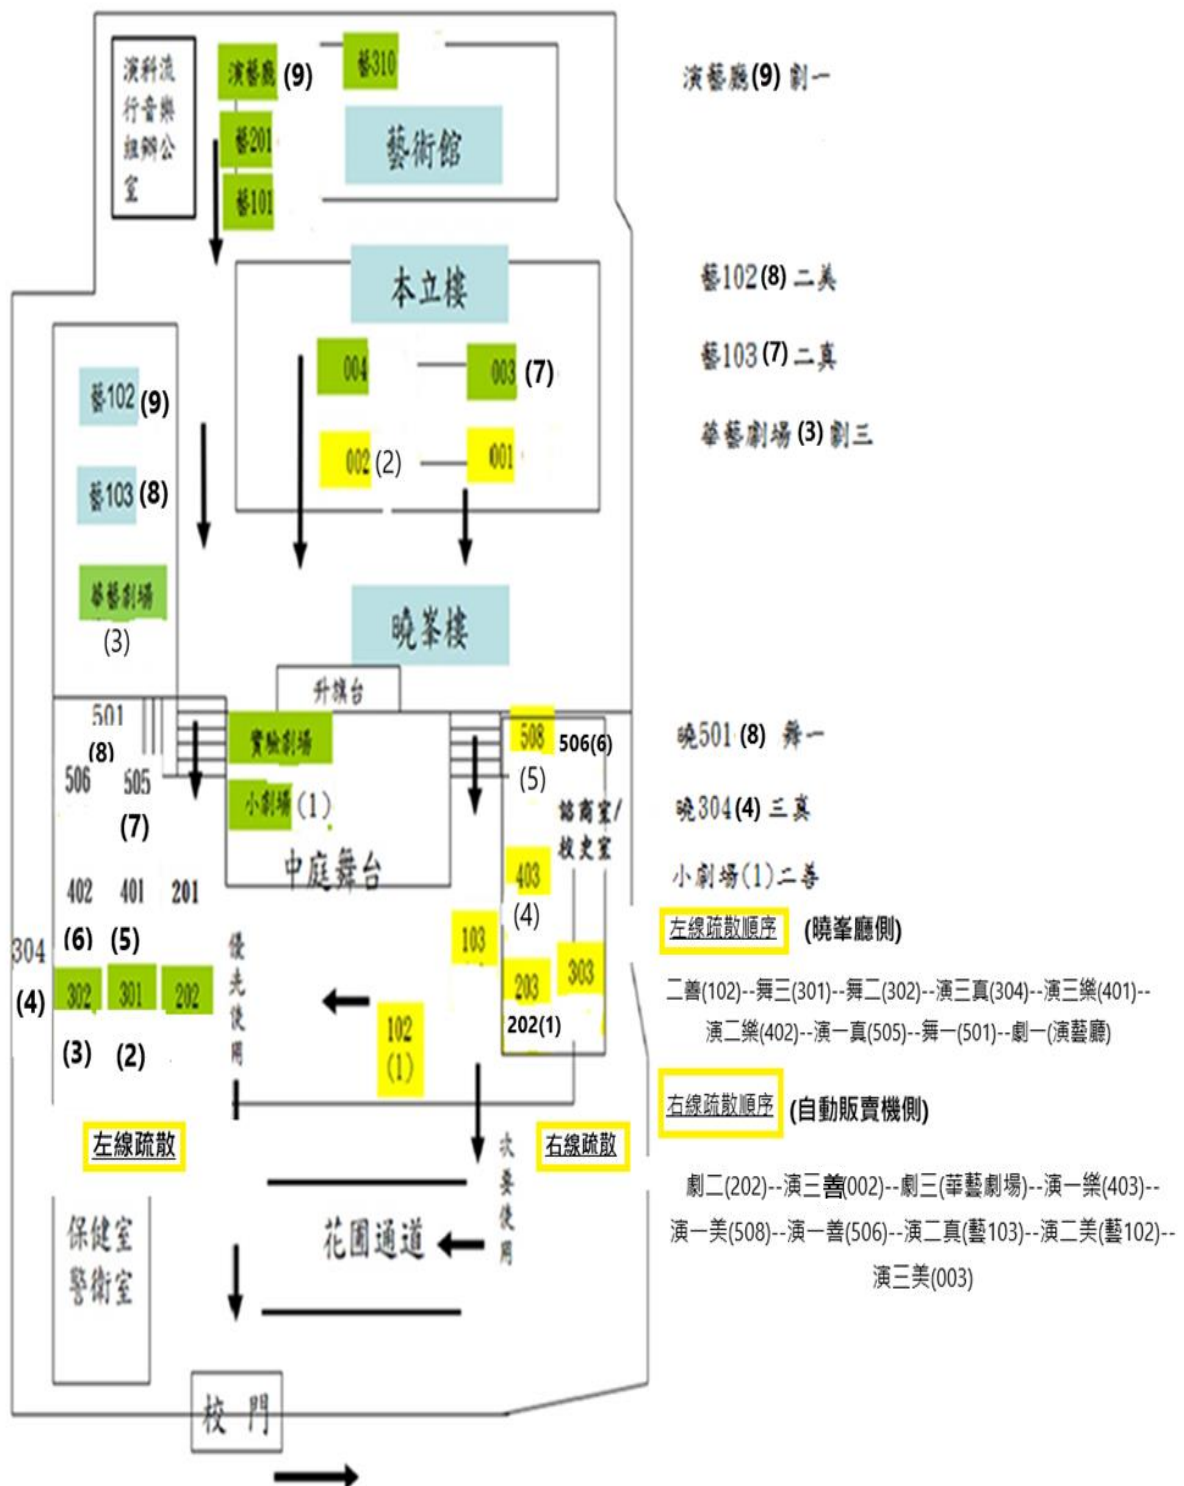 演科流
行音樂
組辦公
室
演藝廳(9)
藝310
藝201
藝101
藝術館
演藝廳(9) 劇一
本立樓
004
003(7)
002(2)
001
藝102(8) 二美
藝103(7) 二真
華藝劇場(3) 劇三
藝102(9)
藝103(8)
華藝劇場
(3)
曉峯樓
升旗台
501
(8)
506
505
(7)
實驗劇場
小劇場(1)
中庭舞台
508
506(6)
(5)
諮商室/
校史室
曉501(8) 舞一
曉304(4) 三真
小劇場(1)二善
402
401
201
(6)
(5)
304
(4)
302
301
202
(3)
(2)
優先使用
403
(4)
103
203
303
202(1)
102
(1)
左線疏散順序 (曉峯廳側)
二善(102)--舞三(301)--舞二(302)--演三真(304)--演三樂(401)--
演二樂(402)--演一真(505)--舞一(501)--劇一(演藝廳)
右線疏散順序 (自動販賣機側)
劇二(202)--演三善(002)--劇三(華藝劇場)--演一樂(403)--
演一美(508)--演一善(506)--演二真(藝103)--演二美(藝102)--
演三美(003)
左線疏散
次要使用
右線疏散
保健室
警衛室
花圃通道
校門